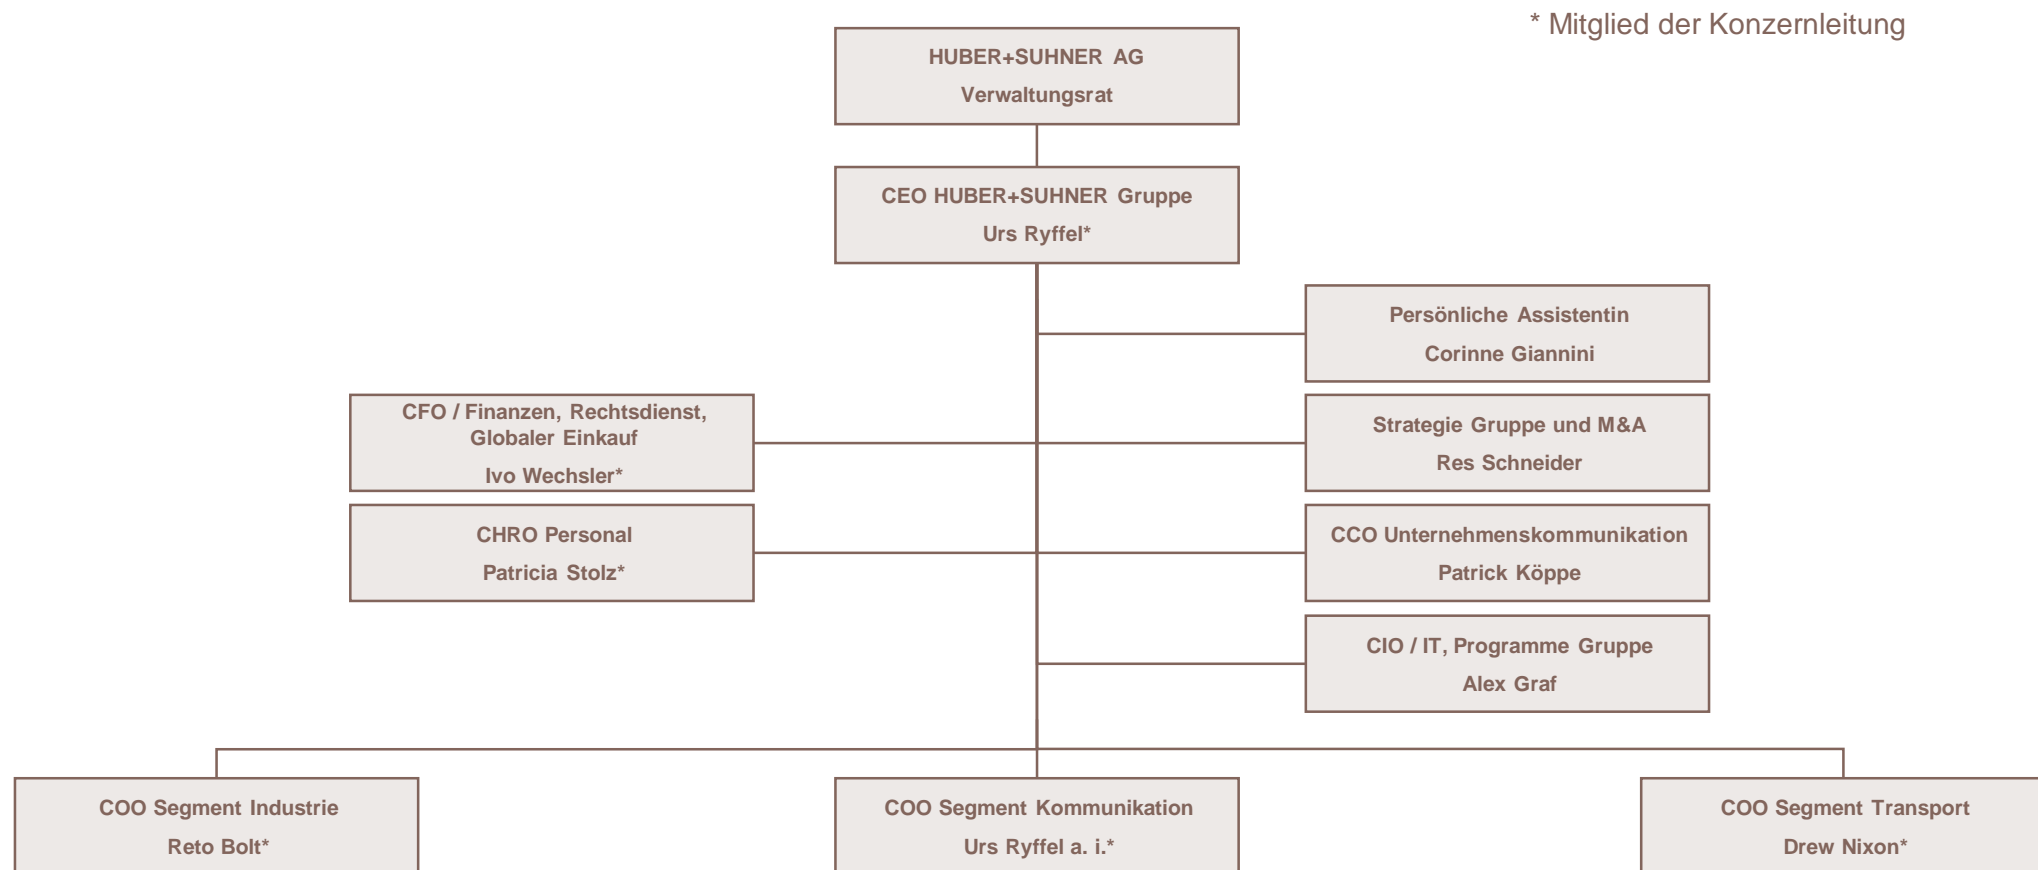 * Mitglied der Konzernleitung
HUBER+SUHNER AG
Verwaltungsrat
CEO HUBER+SUHNER Gruppe
Urs Ryffel*
Persönliche Assistentin
Corinne Giannini
CFO / Finanzen, Rechtsdienst,
Globaler Einkauf
Ivo Wechsler*
Strategie Gruppe und M&A
Res Schneider
CHRO Personal
Patricia Stolz*
CCO Unternehmenskommunikation
Patrick Köppe
CIO / IT, Programme Gruppe
Alex Graf
COO Segment Industrie
Reto Bolt*
COO Segment Kommunikation
Urs Ryffel a. i.*
COO Segment Transport
Drew Nixon*